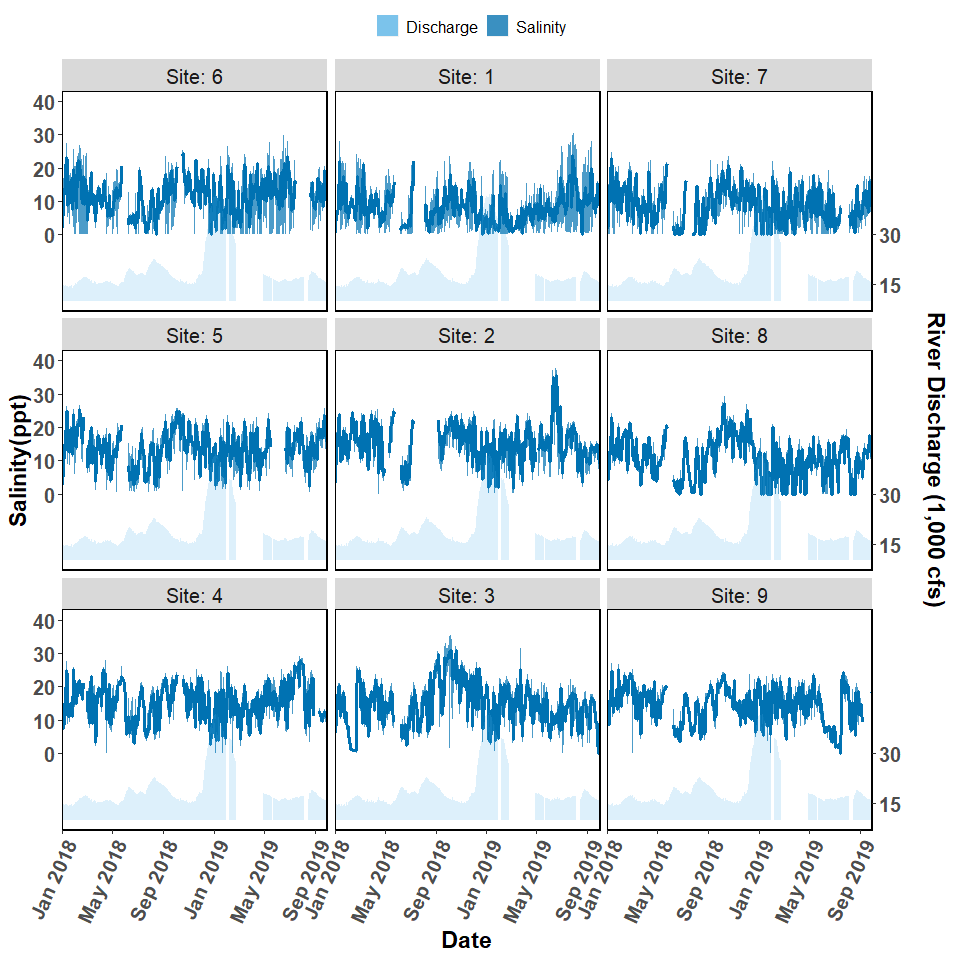 Discharge Salinity
Site: 6 Site: 1 Site: 7
40
30
20
10
0
30
15
Site: 5 Site: 2 Site: 8
40
30
20
10
0
30
15
Site: 4 Site: 3 Site: 9
40
30
20
10
0
30
15
Salinity(ppt)
River Discharge (1,000 cfs)
Jan 2018 May 2018 Sep 2018 Jan 2019 May 2019 Sep 2019 Jan 2018 May 2018 Sep 2018 Jan 2019 May 2019 Sep 2019 Jan 2018 May 2018 Sep 2018 Jan 2019 May 2019 Sep 2019
Date